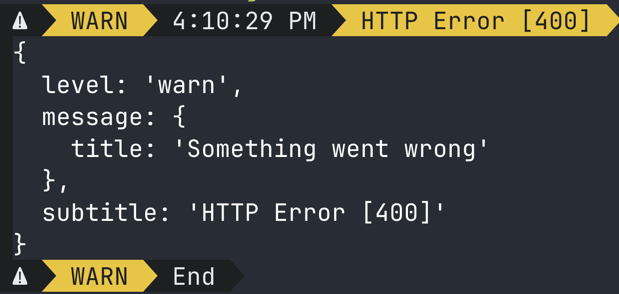 ⚠ WARN 4:10:29 PM HTTP Error [400]
{
  level: 'warn',
  message: {
    title: 'Something went wrong'
  },
  subtitle: 'HTTP Error [400]'
}
⚠ WARN End